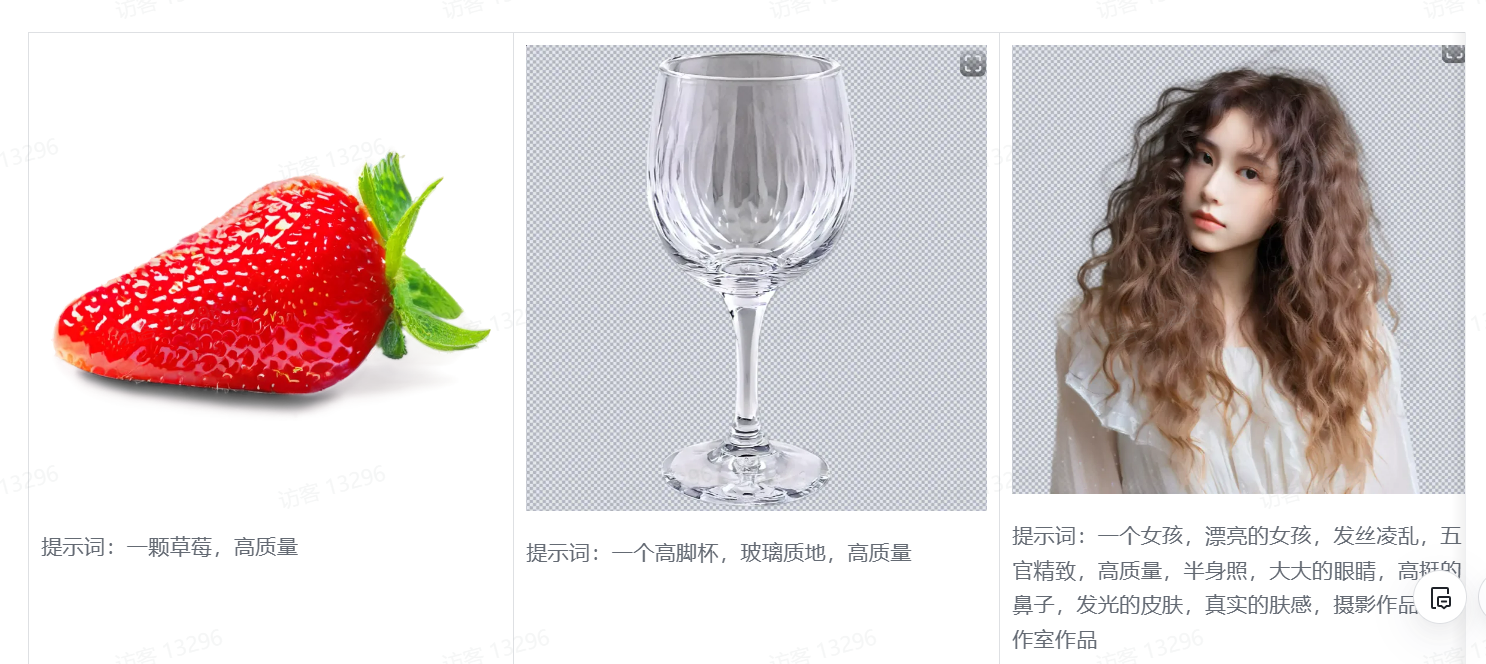 提示词：一颗草莓，高质量
提示词：一个高脚杯，玻璃质地，高质量
提示词：一个女孩，漂亮的女孩，发丝凌乱，五
官精致，高质量，半身照，大大的眼睛，高挺的
鼻子，发光的皮肤，真实的肤感，摄影作品
作室作品
访客 13296